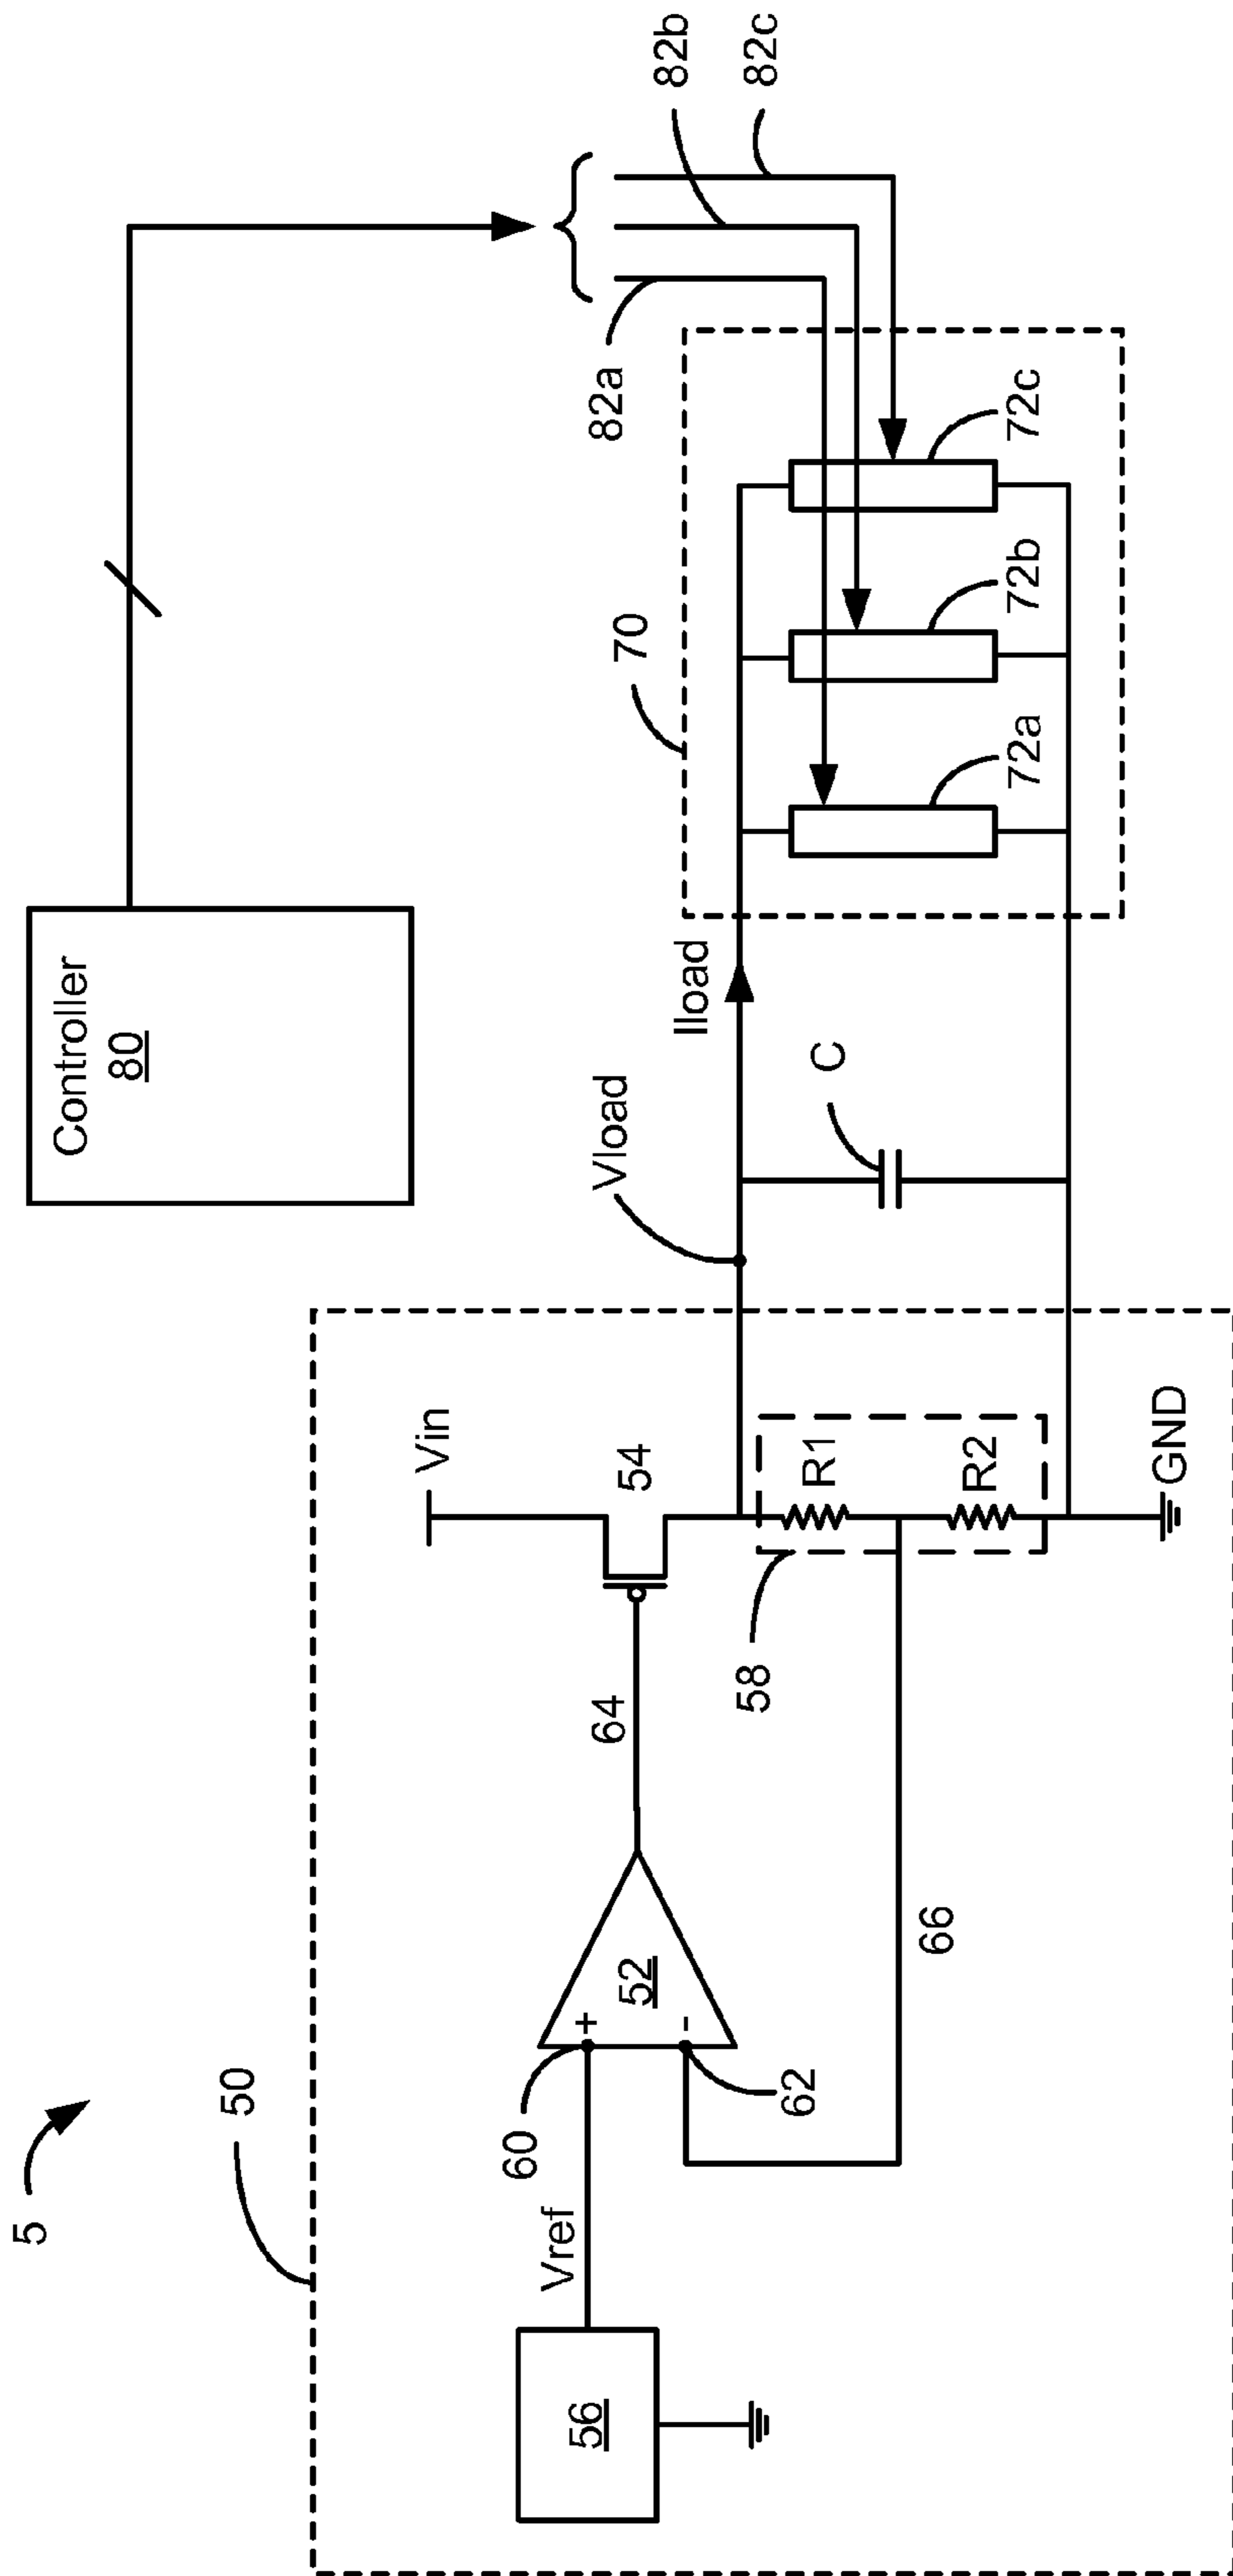 5
50
Controller
80
82b
82c
82a
Vin
54
64
Vload
Iload
70
C
72a
72b
72c
56
Vref
60
+
52
-
62
66
58
R1
R2
GND